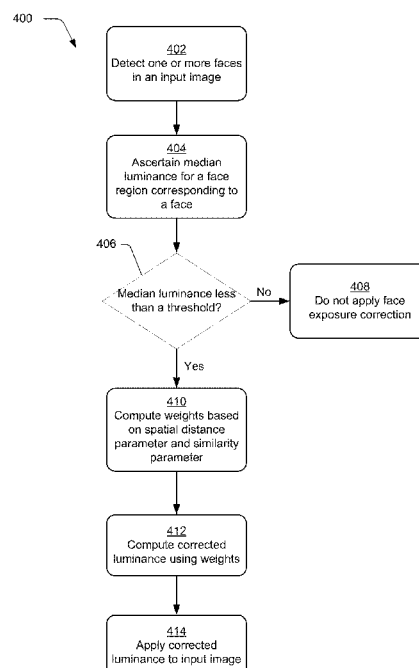 400
402
Detect one or more faces
in an input image
404
Ascertain median
luminance for a face
region corresponding to
a face
406
Median luminance less
than a threshold?
No
408
Do not apply face
exposure correction
Yes
410
Compute weights based
on spatial distance
parameter and similarity
parameter
412
Compute corrected
luminance using weights
414
Apply corrected
luminance to input image